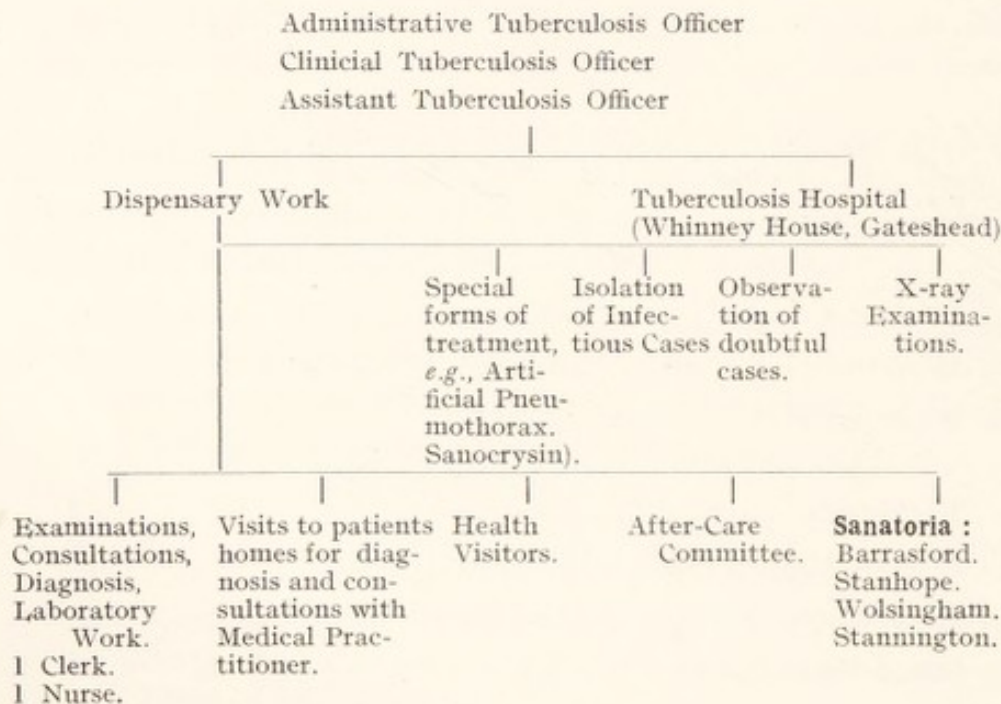 Administrative Tuberculosis Officer
Clinicial Tuberculosis Officer
Assistant Tuberculosis Officer
Dispensary Work
Tuberculosis Hospital
(Whinney House, Gateshead)
Special
forms of
treatment,
e.g., Arti-
ficial Pneu-
mothorax.
Sanocrysin).
Isolation
of Infec-
tious Cases
Observa-
tion of
doubtful
cases.
X-ray
Examina-
tions.
Examinations,
Consultations,
Diagnosis,
Laboratory
Work.
1 Clerk.
1 Nurse.
Visits to patients
homes for diag-
nosis and con-
sultations with
Medical Prac-
titioner.
Health
Visitors.
After-Care
Committee.
Sanatoria :
Barrasford.
Stanhope.
Wolsingham.
Stannington.